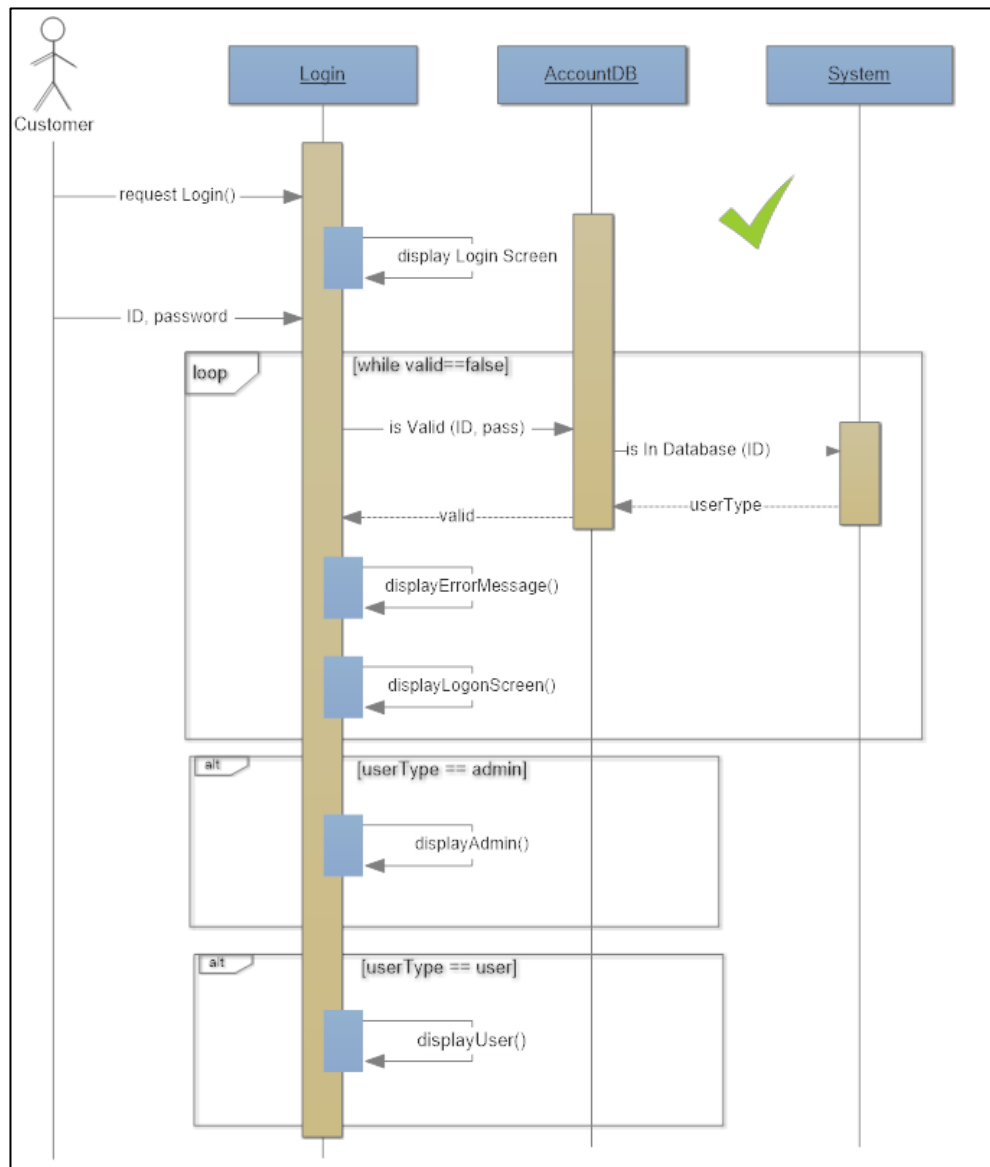 Login
AccountDB
System
Customer
request Login()
display Login Screen
ID, password
loop
[while valid==false]
is Valid (ID, pass)
is In Database (ID)
userType
valid
displayErrorMessage()
displayLogonScreen()
alt
[userType == admin]
displayAdmin()
alt
[userType == user]
displayUser()